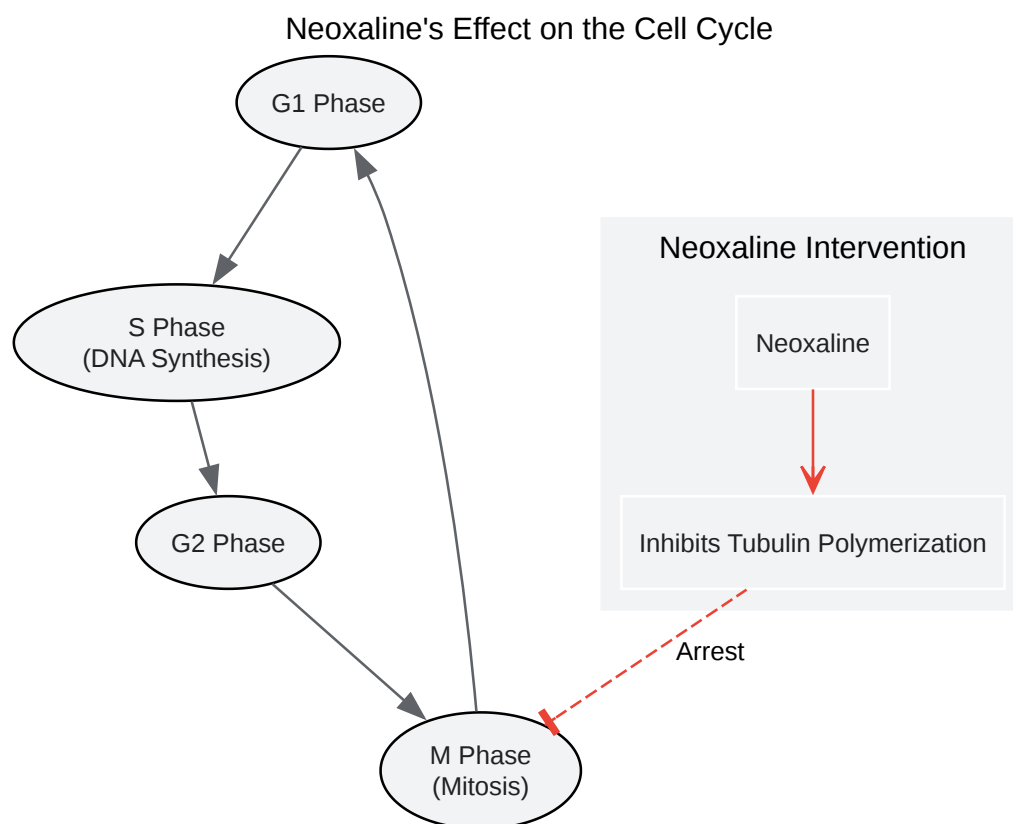 Neoxaline's Effect on the Cell Cycle
G1 Phase
S Phase
(DNA Synthesis)
G2 Phase
M Phase
(Mitosis)
Neoxaline Intervention
Neoxaline
Inhibits Tubulin Polymerization
Arrest